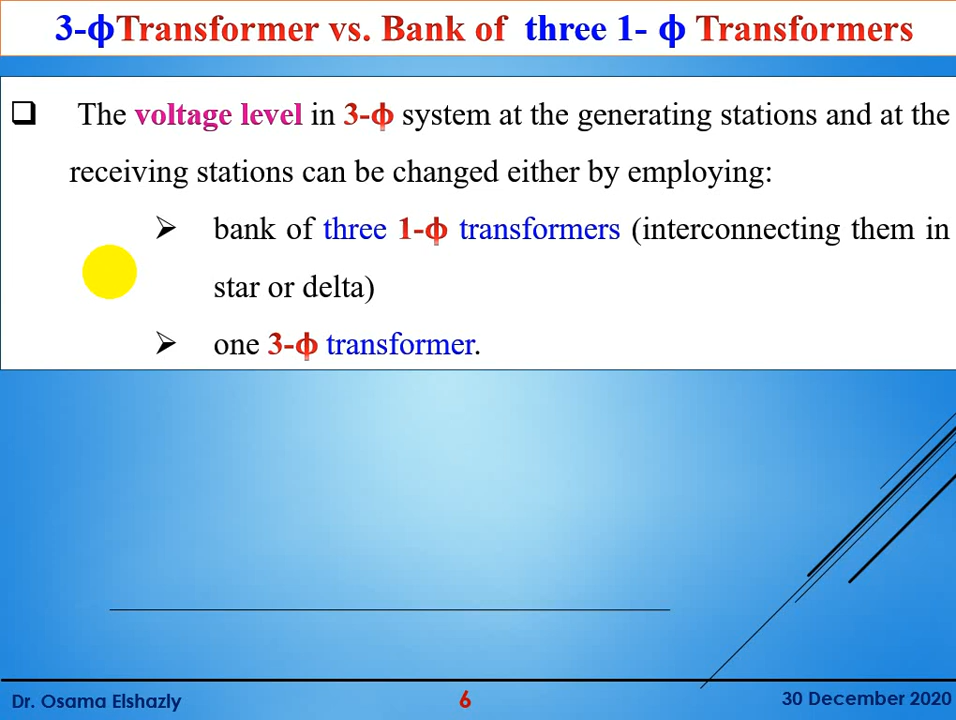 3-ɸTransformer vs. Bank of three 1- ɸ Transformers
❑ The voltage level in 3-ɸ system at the generating stations and at the
receiving stations can be changed either by employing:
➢ bank of three 1-ɸ transformers (interconnecting them in
star or delta)
➢ one 3-ɸ transformer.
Dr. Osama Elshazly 6 30 December 2020